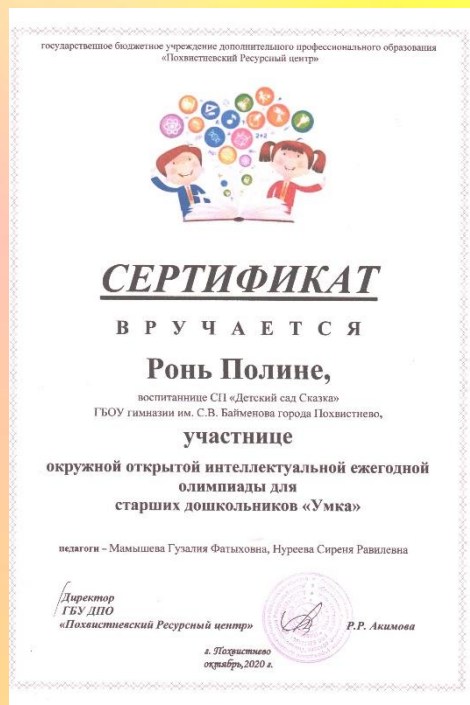 государственное бюджетное учреждение дополнительного профессионального образования
«Похвистневский Ресурсный центр»
2+2
СЕРТИФИКАТ
ВРУЧАЕТСЯ
Ронь Полине,
воспитаннице СП «Детский сад Сказка»
ГБОУ гимназии им. С.В. Байменова города Похвистнево,
участнице
окружной открытой интеллектуальной ежегодной
олимпиады для
старших дошкольников «Умка»
педагоги – Мамышева Гузалия Фатыховна, Нуреева Сиреня Равилевна
Директор
ГБУ ДПО
«Похвистневский Ресурсный центр»
Р.Р. Акимова
г. Похвистнево
октябрь,2020 г.